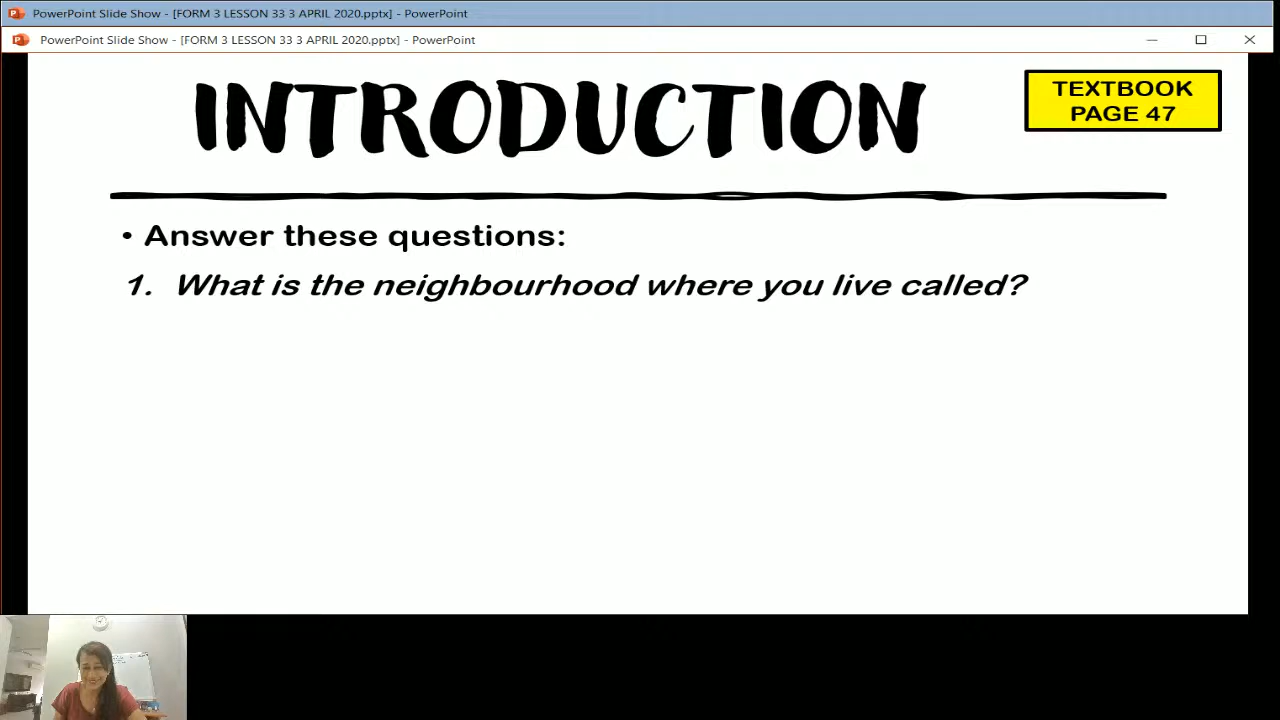 PowerPoint Slide Show - [FORM 3 LESSON 33 3 APRIL 2020.pptx] - PowerPoint
PowerPoint Slide Show - [FORM 3 LESSON 33 3 APRIL 2020.pptx] - PowerPoint
INTRODUCTION
TEXTBOOK
PAGE 47
• Answer these questions:
1. What is the neighbourhood where you live called?